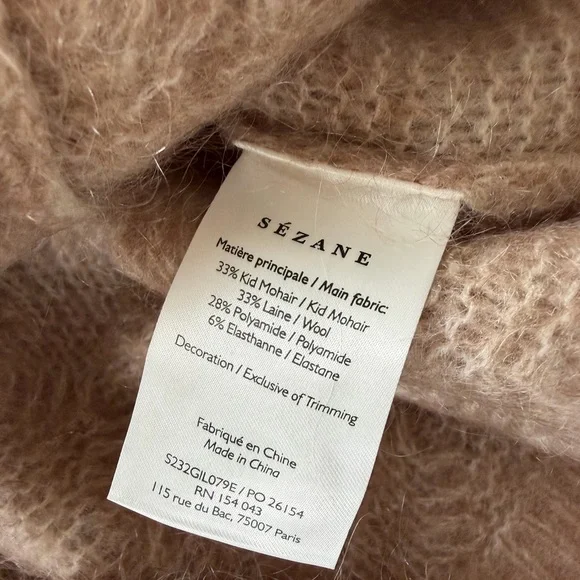 SÉZANE
Matière principale / Main fabric:
33% Kid Mohair / Kid Mohair
33% Laine / Wool
28% Polyamide / Polyamide
6% Elasthanne / Elastane
Decoration / Exclusive of Trimming
Fabriqué en Chine
Made in China
S232GIL079E / PO 26154
RN 154 043
115 rue du Bac, 75007 Paris